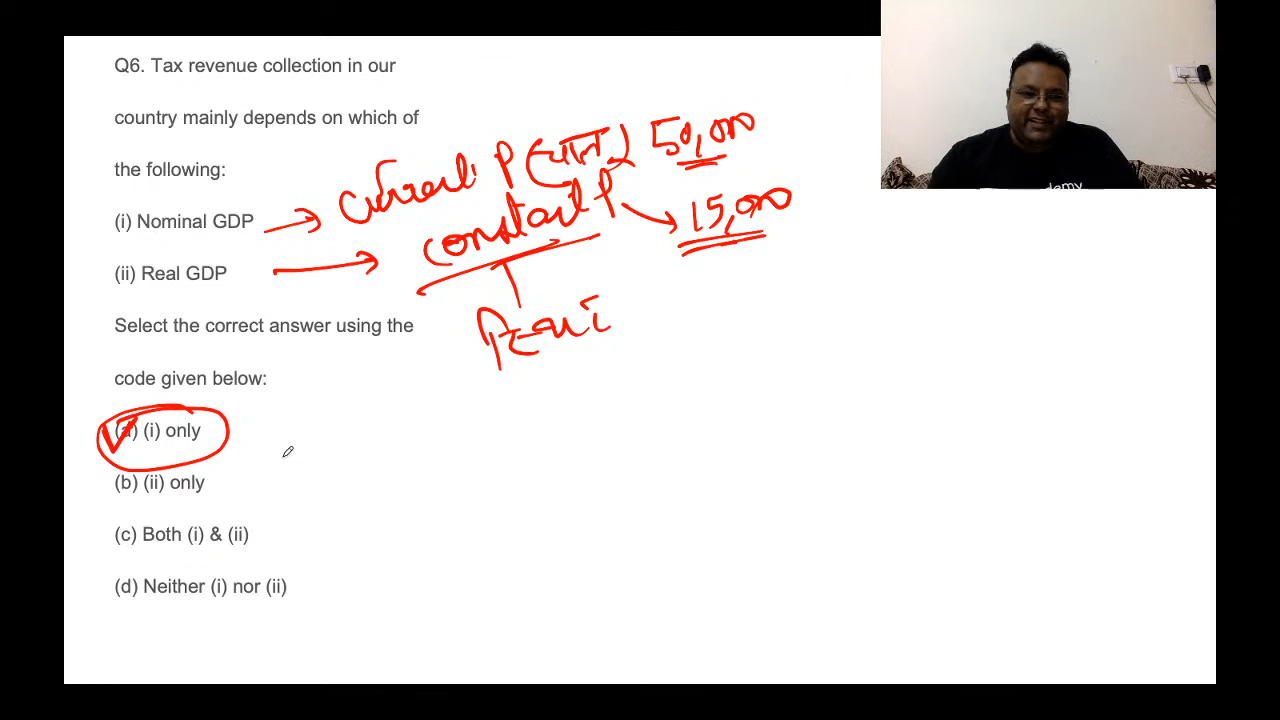 Q6. Tax revenue collection in our
country mainly depends on which of
the following:
(i) Nominal GDP
(ii) Real GDP
Select the correct answer using the
code given below:
(a) (i) only
(b) (ii) only
(c) Both (i) & (ii)
(d) Neither (i) nor (ii)
current P 50,000
constant P 15,000
demy